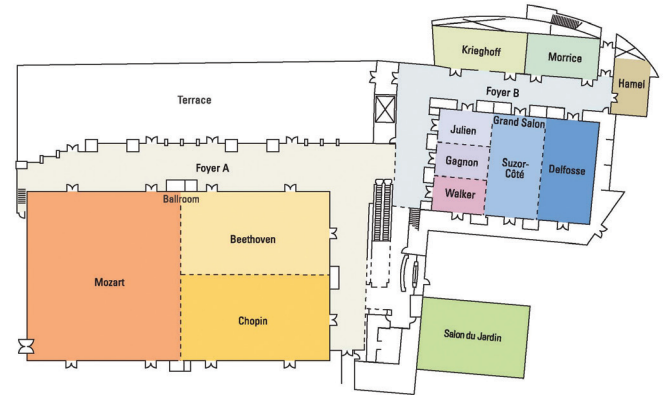 Krieghoff
Morrice
Hamel
Foyer B
Terrace
Grand Salon
Julien
Gagnon
Walker
Suzor-
Côté
Delfosse
Foyer A
Ballroom
Mozart
Beethoven
Chopin
Salon du Jardin